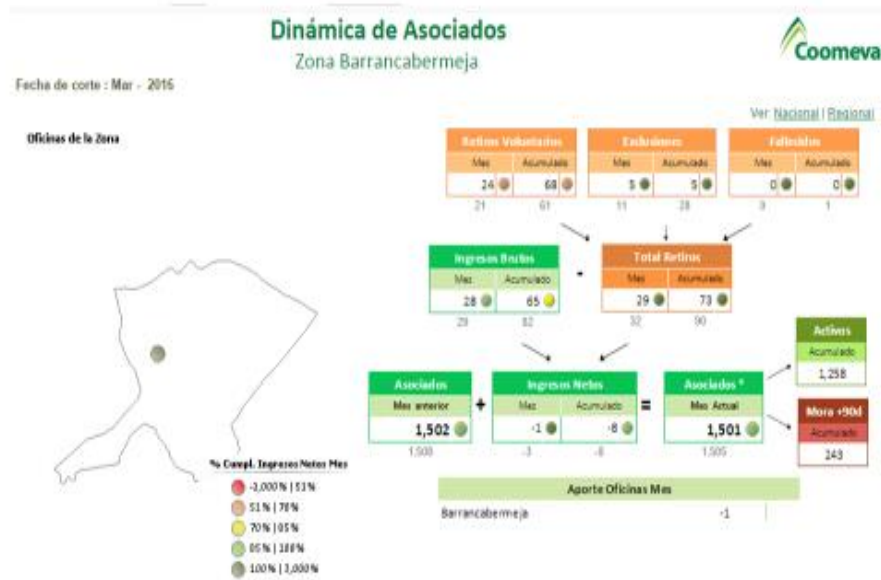 Dinámica de Asociados
Zona Barrancabermeja
Coomeva
Fecha de corte : Mar - 2016
Ver: Nacional | Regional
Oficinas de la Zona
Retiros Voluntarios Exclusiones Fallecidos
Mes Acumulado Mes Acumulado Mes Acumulado
24 68 5 5 0 0
21 61 11 28 1
Ingresos Brutos Total Retiros
Mes Acumulado Mes Acumulado
28 65 29 73
29 82 32 90
Activos
Acumulado
1,258
Asociados + Ingresos Netos = Asociados *
Mes anterior Mes Acumulado Mes Actual
1,502 -1 -8 1,501
-3 -8 1,505
Mora +90d
Acumulado
243
% Cumpl. Ingresos Netos Mes
-3,000% | 51%
51% | 70%
70% | 85%
85% | 100%
100% | 3,000%
Aporte Oficinas Mes
Barrancabermeja -1